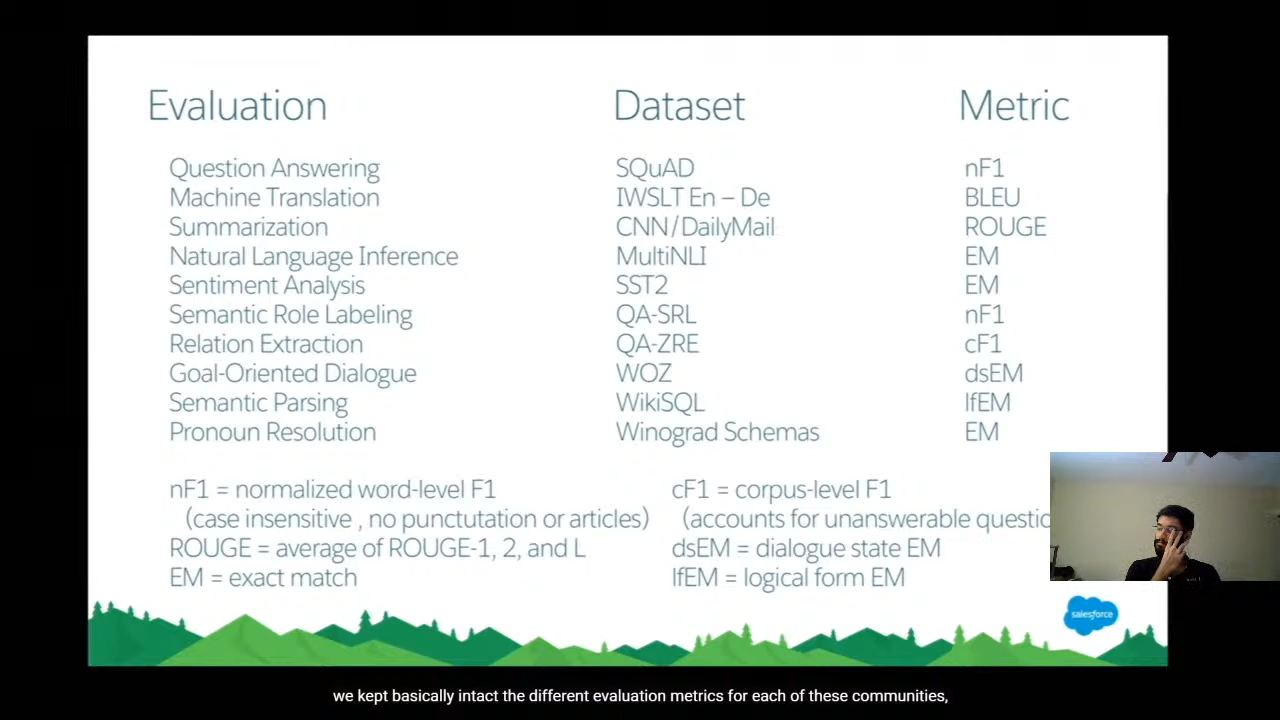 Evaluation Dataset Metric
Question Answering SQuAD nF1
Machine Translation IWSLT En – De BLEU
Summarization CNN/DailyMail ROUGE
Natural Language Inference MultiNLI EM
Sentiment Analysis SST2 EM
Semantic Role Labeling QA-SRL nF1
Relation Extraction QA-ZRE cF1
Goal-Oriented Dialogue WOZ dsEM
Semantic Parsing WikiSQL lfEM
Pronoun Resolution Winograd Schemas EM
nF1 = normalized word-level F1 cF1 = corpus-level F1
(case insensitive , no punctutation or articles) (accounts for unanswerable questio
ROUGE = average of ROUGE-1, 2, and L dsEM = dialogue state EM
EM = exact match lfEM = logical form EM
salesforce
we kept basically intact the different evaluation metrics for each of these communities,